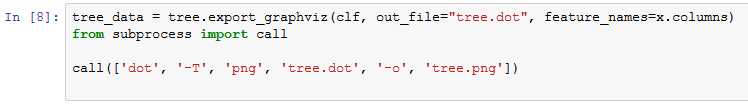 In [8]: tree_data = tree.export_graphviz(clf, out_file="tree.dot", feature_names=x.columns)
from subprocess import call
call(['dot', '-T', 'png', 'tree.dot', '-o', 'tree.png'])